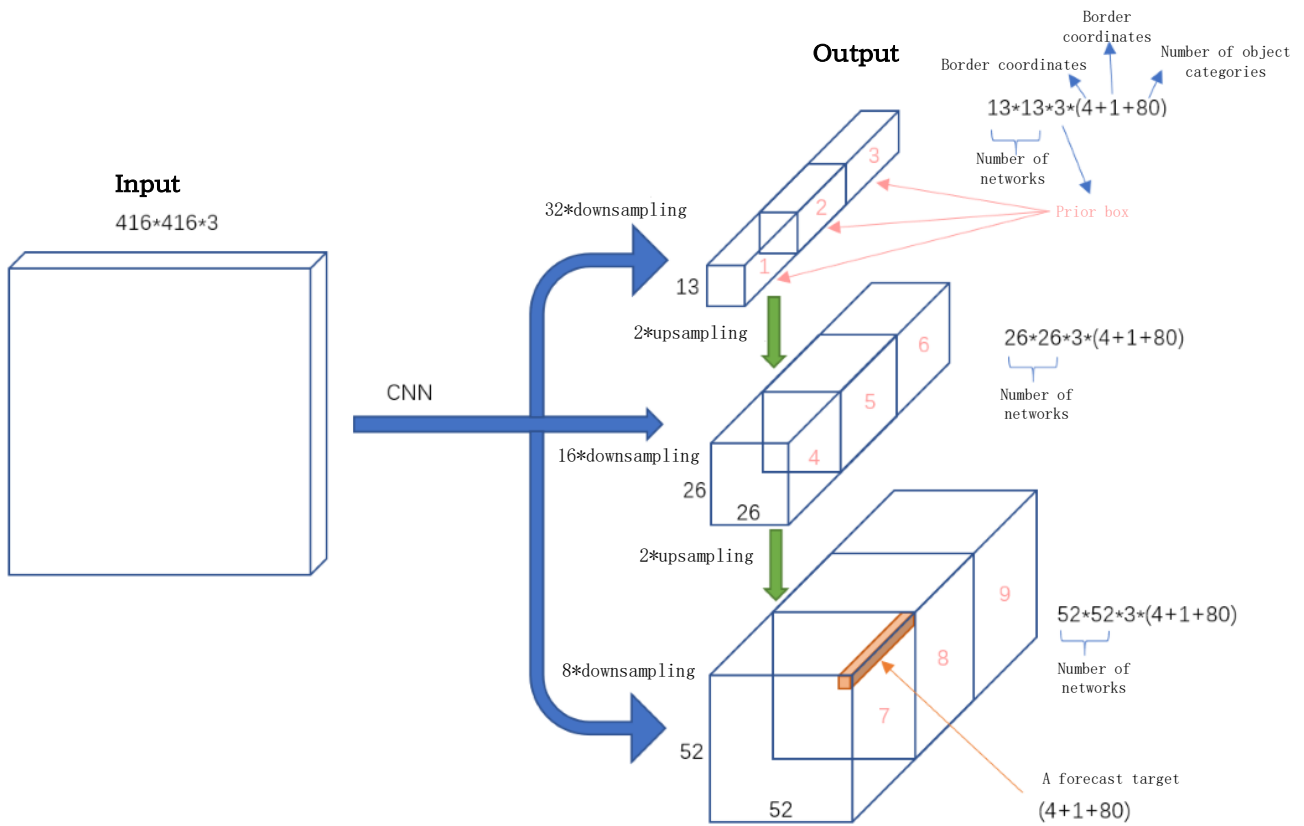 Border
coordinates
Output
Border coordinates
Number of object
categories
13*13*3*(4+1+80)
Number of
networks
Input
416*416*3
32*downsampling
3
2
1
Prior box
13
2*upsampling
26*26*3*(4+1+80)
Number of
networks
6
5
4
CNN
16*downsampling
26
26
2*upsampling
9
8
7
52*52*3*(4+1+80)
Number of
networks
8*downsampling
52
52
A forecast target
(4+1+80)